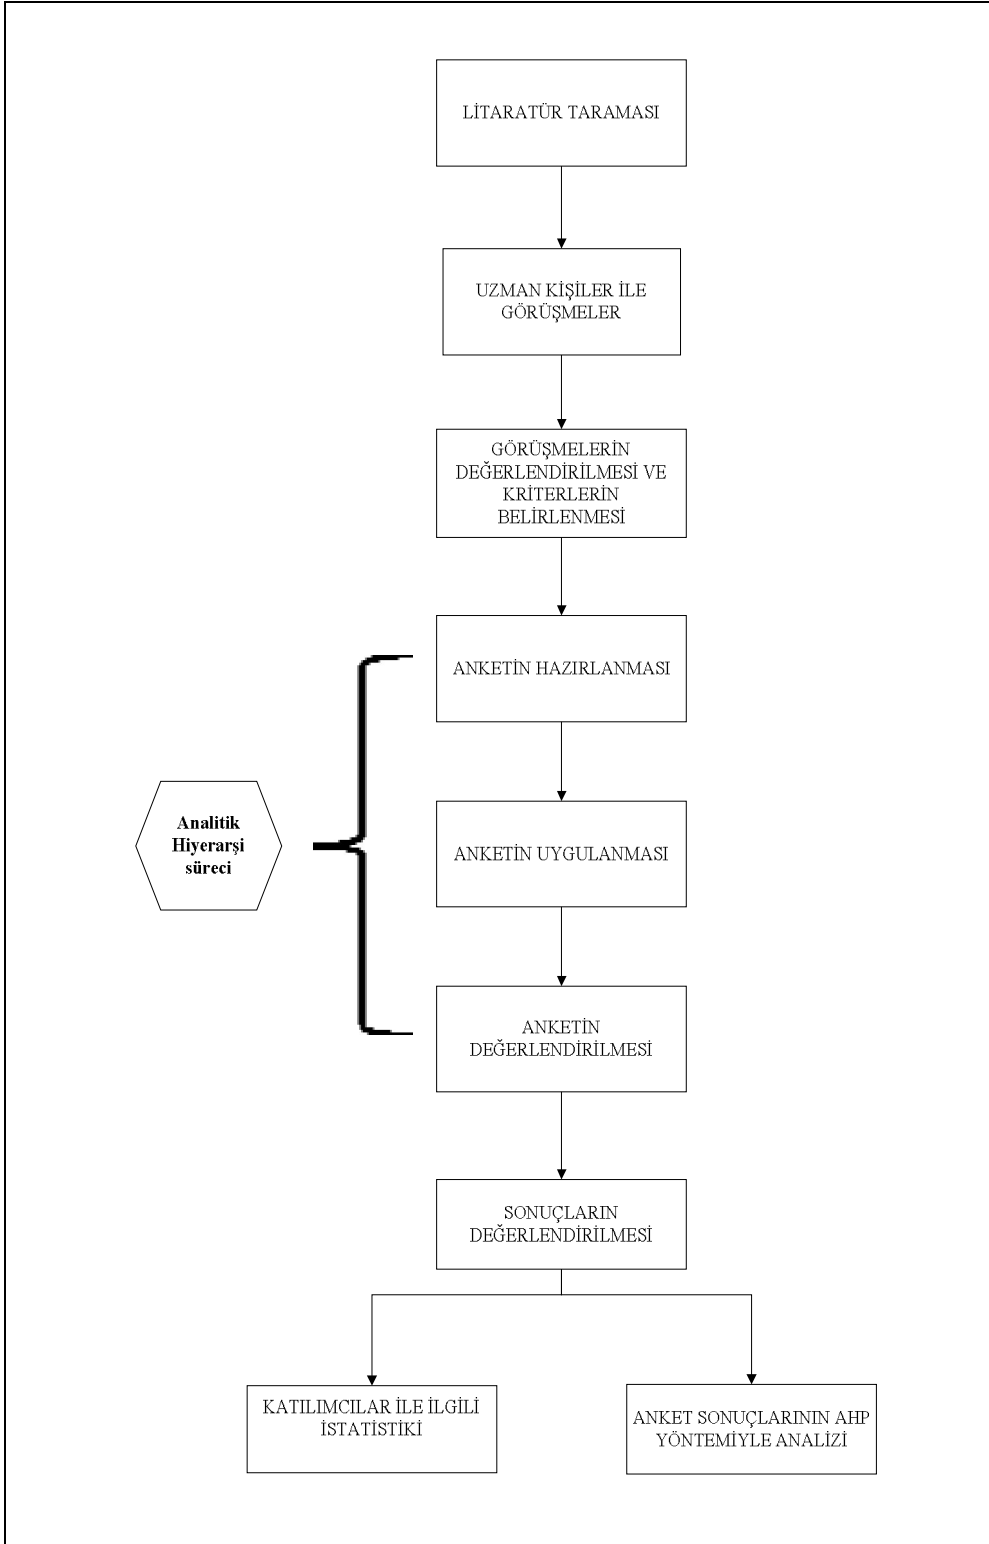 LİTARATÜR TARAMASI
UZMAN KİŞİLER İLE
GÖRÜŞMELER
GÖRÜŞMELERİN
DEĞERLENDİRİLMESİ VE
KRİTERLERİN
BELİRLENMESİ
ANKETİN HAZIRLANMASI
Analitik
Hiyerarşi
süreci
ANKETİN UYGULANMASI
ANKETİN
DEĞERLENDİRİLMESİ
SONUÇLARIN
DEĞERLENDİRİLMESİ
KATILIMCILAR İLE İLGİLİ
İSTATİSTİKİ
ANKET SONUÇLARININ AHP
YÖNTEMİYLE ANALİZİ